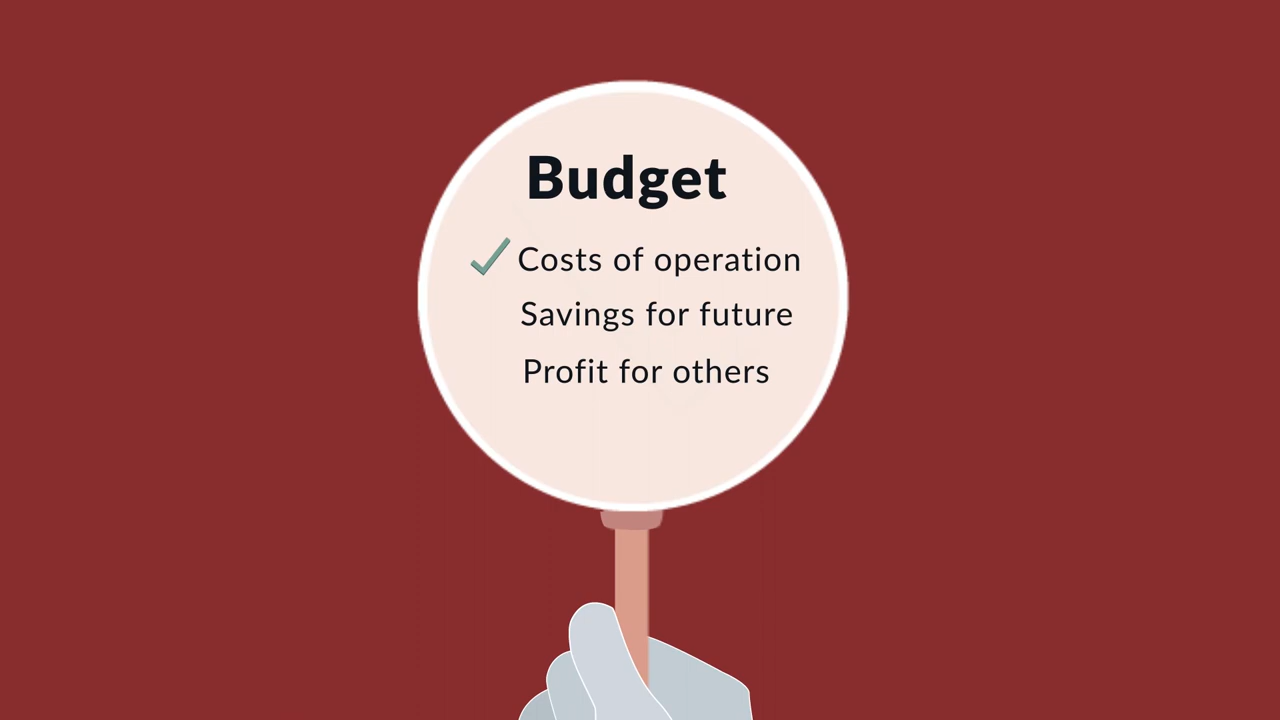 Budget
Costs of operation
Savings for future
Profit for others